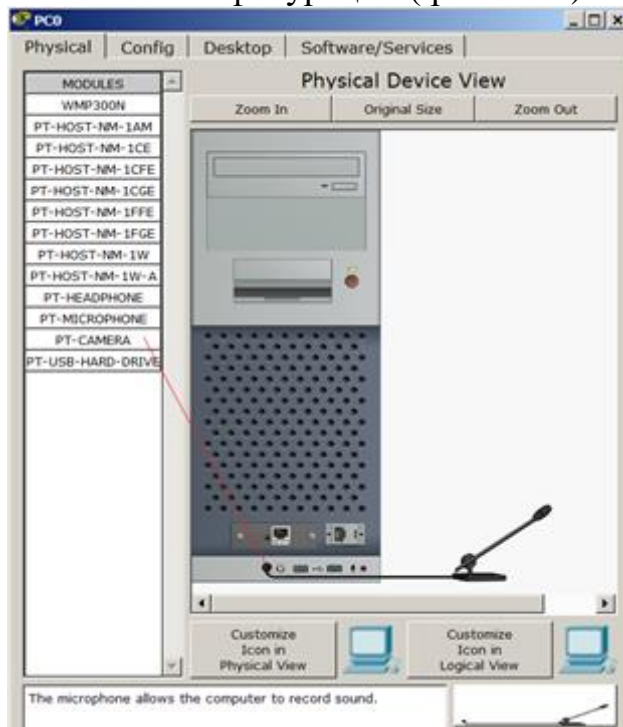 PC0
Physical Config Desktop Software/Services
MODULES
WMP300N
PT-HOST-NM-1AM
PT-HOST-NM-1CE
PT-HOST-NM-1CFE
PT-HOST-NM-1CGE
PT-HOST-NM-1FFE
PT-HOST-NM-1FGE
PT-HOST-NM-1W
PT-HOST-NM-1W-A
PT-HEADPHONE
PT-MICROPHONE
PT-CAMERA
PT-USB-HARD-DRIVE
Physical Device View
Zoom In Original Size Zoom Out
Customize
Icon in
Physical View
Customize
Icon in
Logical View
The microphone allows the computer to record sound.